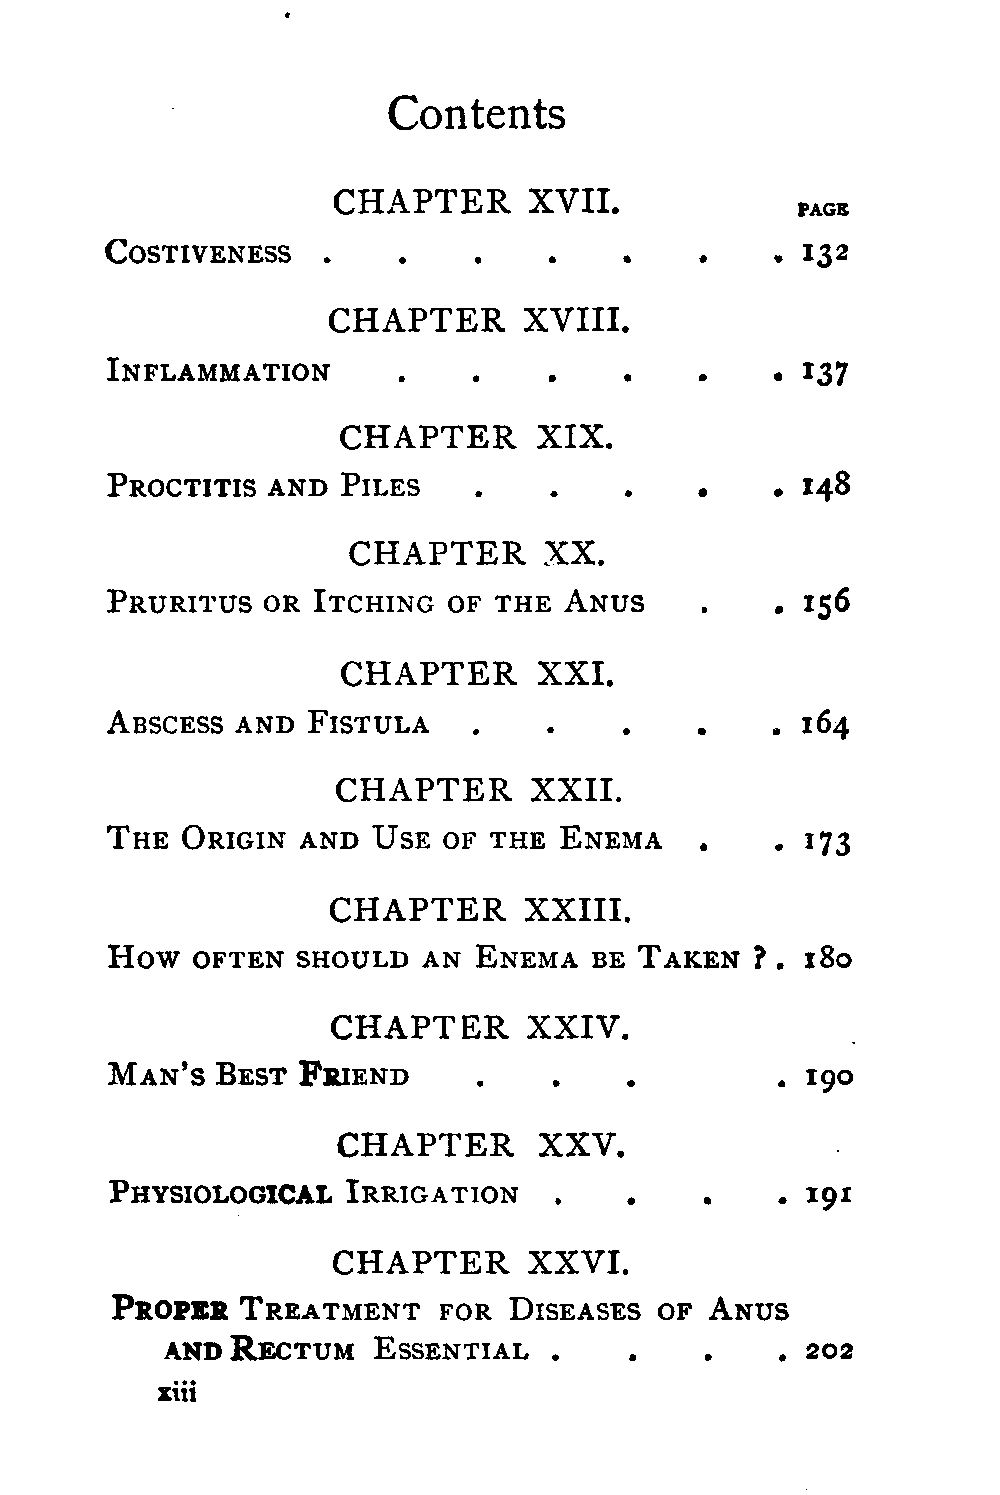 Contents
CHAPTER XVII.
PAGE
COSTIVENESS . . . . . . . 132
CHAPTER XVIII.
INFLAMMATION . . . . . . 137
CHAPTER XIX.
PROCTITIS AND PILES . . . . . 148
CHAPTER XX.
PRURITUS OR ITCHING OF THE ANUS . . 156
CHAPTER XXI.
ABSCESS AND FISTULA . . . . . 164
CHAPTER XXII.
THE ORIGIN AND USE OF THE ENEMA . . 173
CHAPTER XXIII.
HOW OFTEN SHOULD AN ENEMA BE TAKEN ? . 180
CHAPTER XXIV.
MAN'S BEST FRIEND . . . . 190
CHAPTER XXV.
PHYSIOLOGICAL IRRIGATION . . . . 191
CHAPTER XXVI.
PROPER TREATMENT FOR DISEASES OF ANUS
AND RECTUM ESSENTIAL . . . . 202
xiii